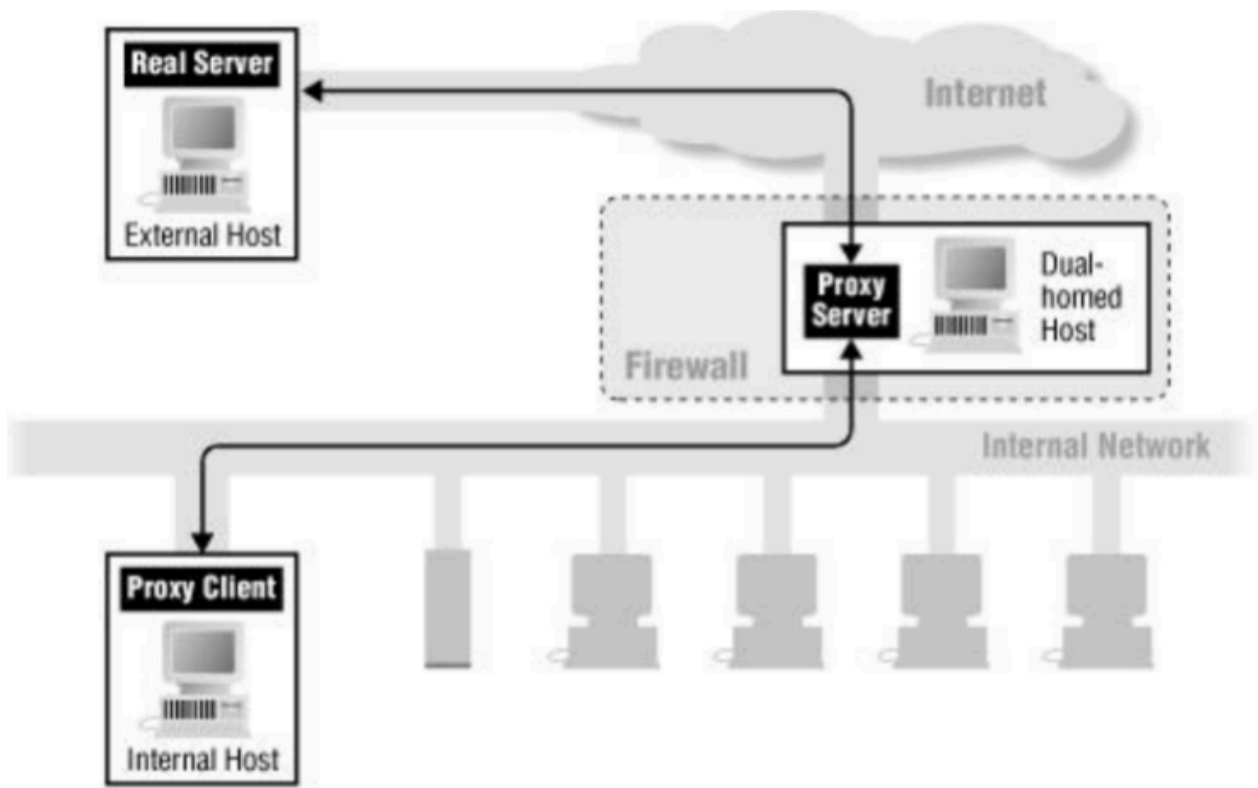 Real Server
External Host
Internet
Proxy
Server
Dual-
homed
Host
Firewall
Internal Network
Proxy Client
Internal Host